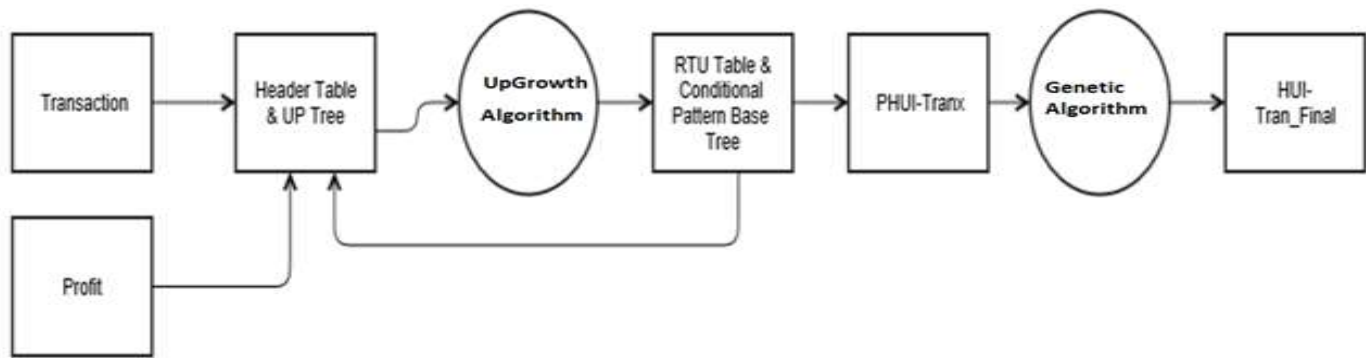 Transaction
Header Table
& UP Tree
UpGrowth
Algorithm
RTU Table &
Conditional
Pattern Base
Tree
PHUI-Tranx
Genetic
Algorithm
HUI-
Tran_Final
Profit